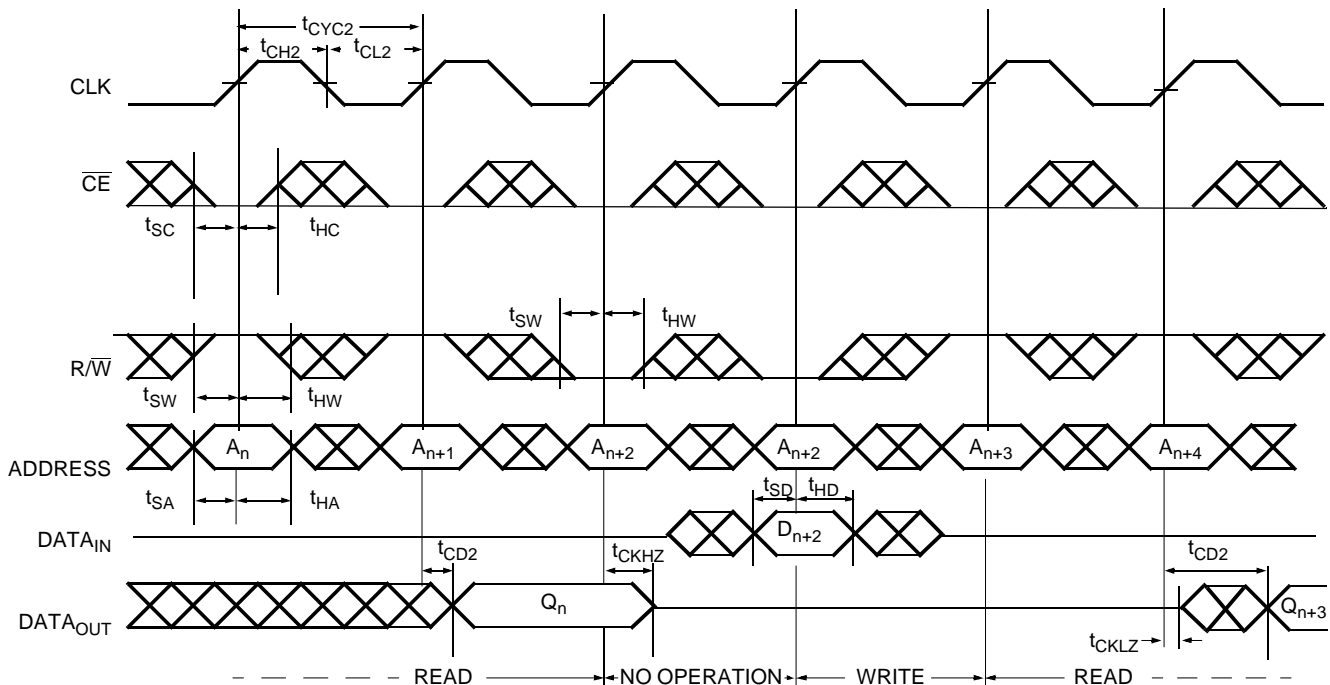 tCYC2
tCH2 tCL2
CLK
CE
tSC tHC
tSW tHW
R/W
tSW tHW
An An+1 An+2 An+2 An+3 An+4
ADDRESS
tSA tHA tSD tHD
DATAIN Dn+2
tCD2 tCKHZ tCD2
Qn Qn+3
DATAOUT
tCKLZ
READ NO OPERATION WRITE READ